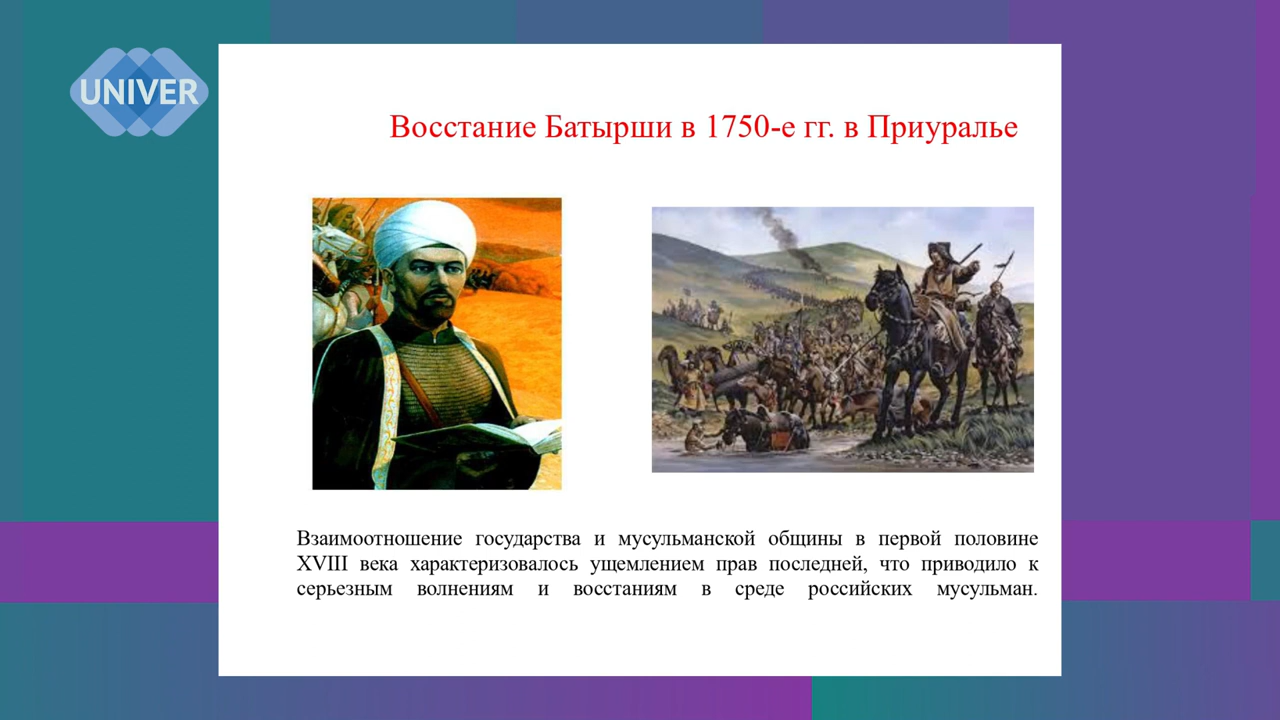 UNIVER
Восстание Батырши в 1750-е гг. в Приуралье
Взаимоотношение государства и мусульманской общины в первой половине
XVIII века характеризовалось ущемлением прав последней, что приводило к
серьезным волнениям и восстаниям в среде российских мусульман.